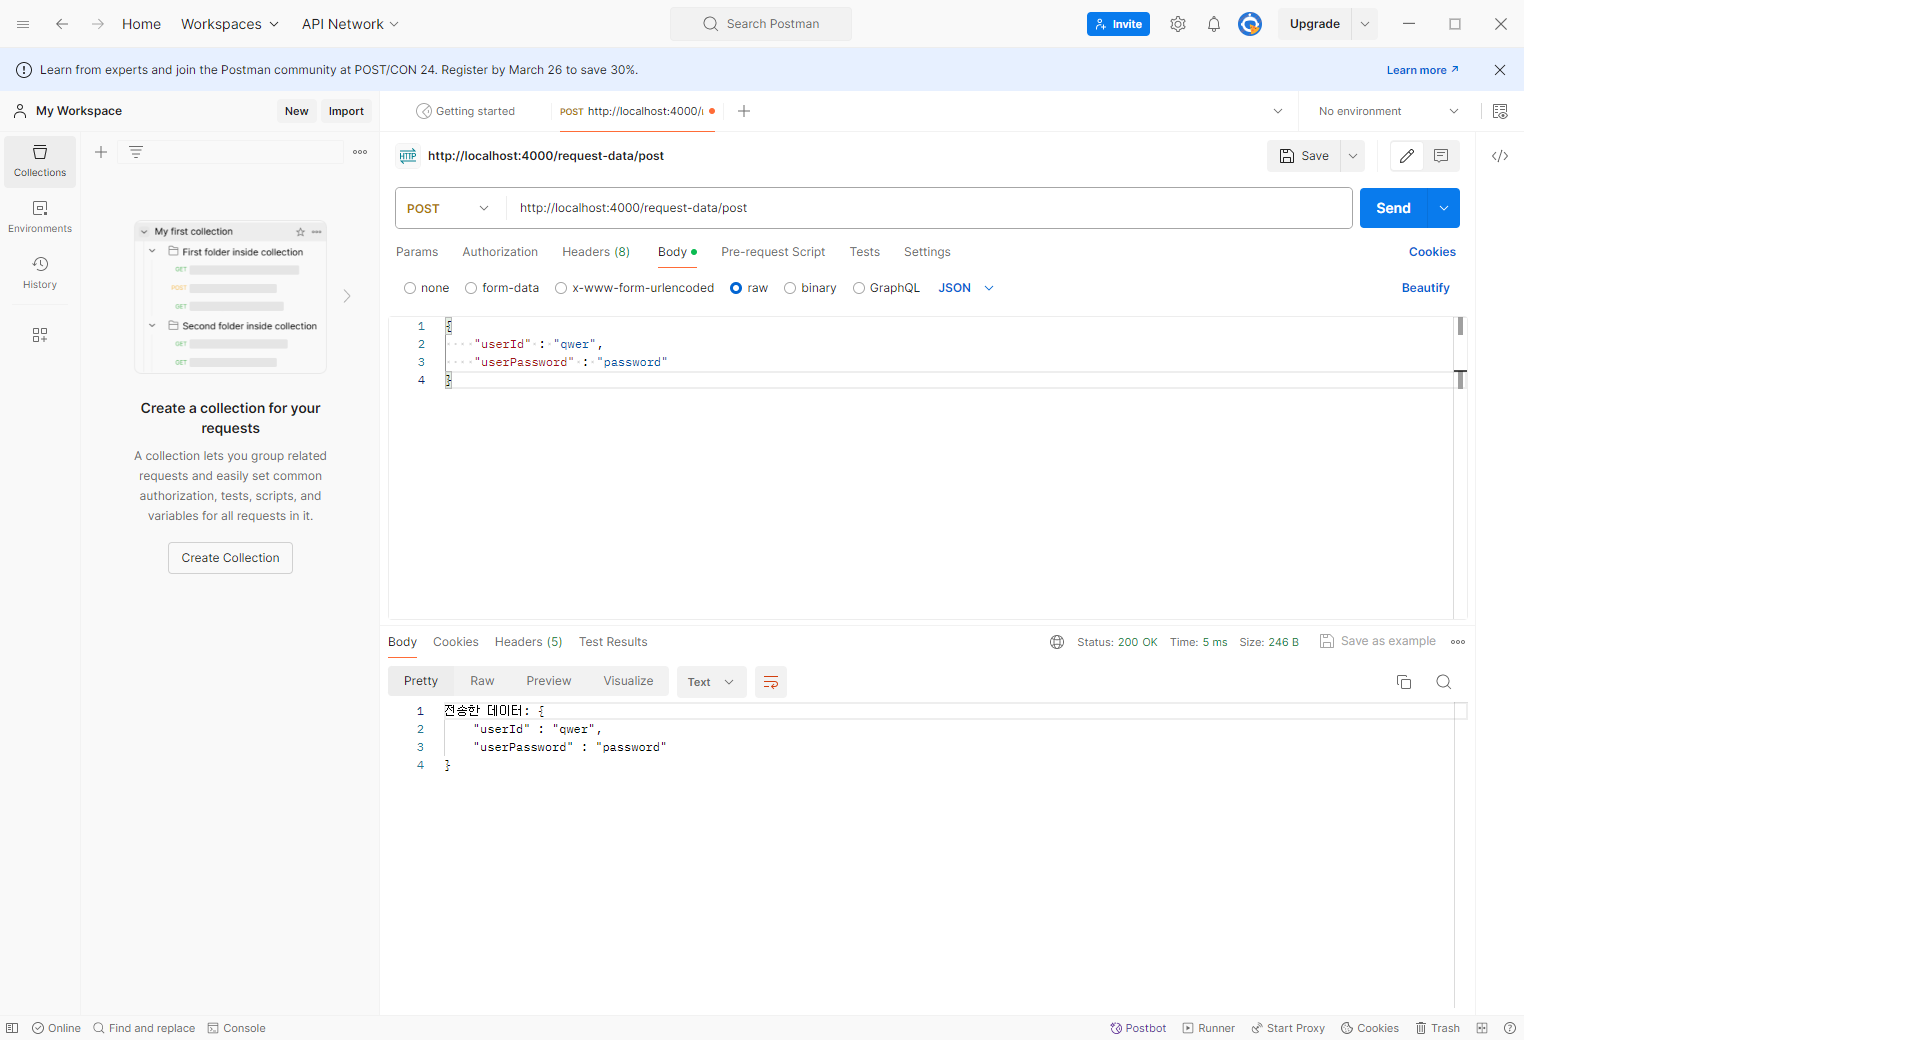 Home Workspaces API Network Search Postman Invite Upgrade
Learn from experts and join the Postman community at POST/CON 24. Register by March 26 to save 30%. Learn more
My Workspace New Import
Getting started POST http://localhost:4000/ No environment
HTTP http://localhost:4000/request-data/post Save
POST http://localhost:4000/request-data/post Send
Params Authorization Headers (8) Body Pre-request Script Tests Settings Cookies
none form-data x-www-form-urlencoded raw binary GraphQL JSON Beautify
1 {
2 "userId" : "qwer",
3 "userPassword" : "password"
4 }
Collections
Environments
History
My first collection
First folder inside collection
GET
POST
GET
Second folder inside collection
GET
GET
Create a collection for your
requests
A collection lets you group related
requests and easily set common
authorization, tests, scripts, and
variables for all requests in it.
Create Collection
Body Cookies Headers (5) Test Results Status: 200 OK Time: 5 ms Size: 246 B Save as example
Pretty Raw Preview Visualize Text
1 전송한 데이터: {
2 "userId" : "qwer",
3 "userPassword" : "password"
4 }
Online Find and replace Console Postbot Runner Start Proxy Cookies Trash